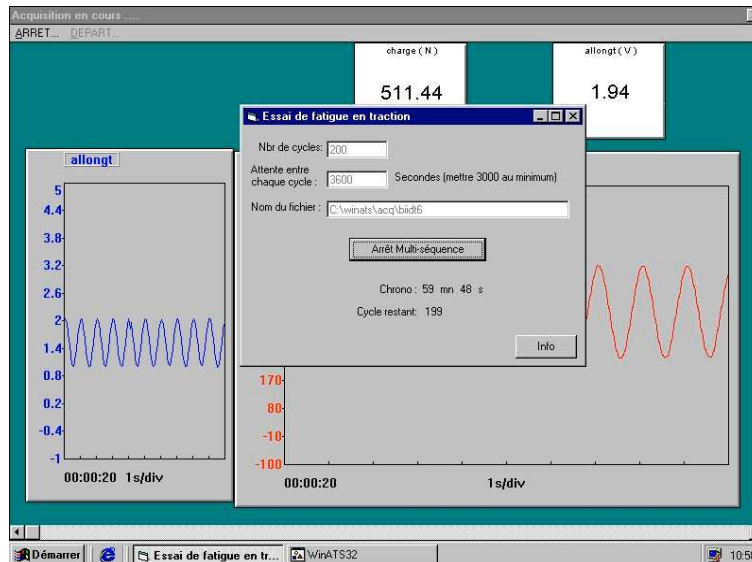 Acquisition en cours ....
ARRET... DEPART...
charge ( N )
511.44
allongt ( V )
1.94
Essai de fatigue en traction
Nbr de cycles: 200
Attente entre
chaque cycle : 3600 Secondes (mettre 3000 au minimum)
Nom du fichier : C:\winats\acq\biidt6
Arrêt Multi-séquence
Chrono : 59 mn 48 s
Cycle restant: 199
Info
allongt
5
4.4
3.8
3.2
2.6
2
1.4
0.8
0.2
-0.4
-1
00:00:20 1s/div
170
80
-10
-100
00:00:20 1s/div
Démarrer Essai de fatigue en tr... WinATS32